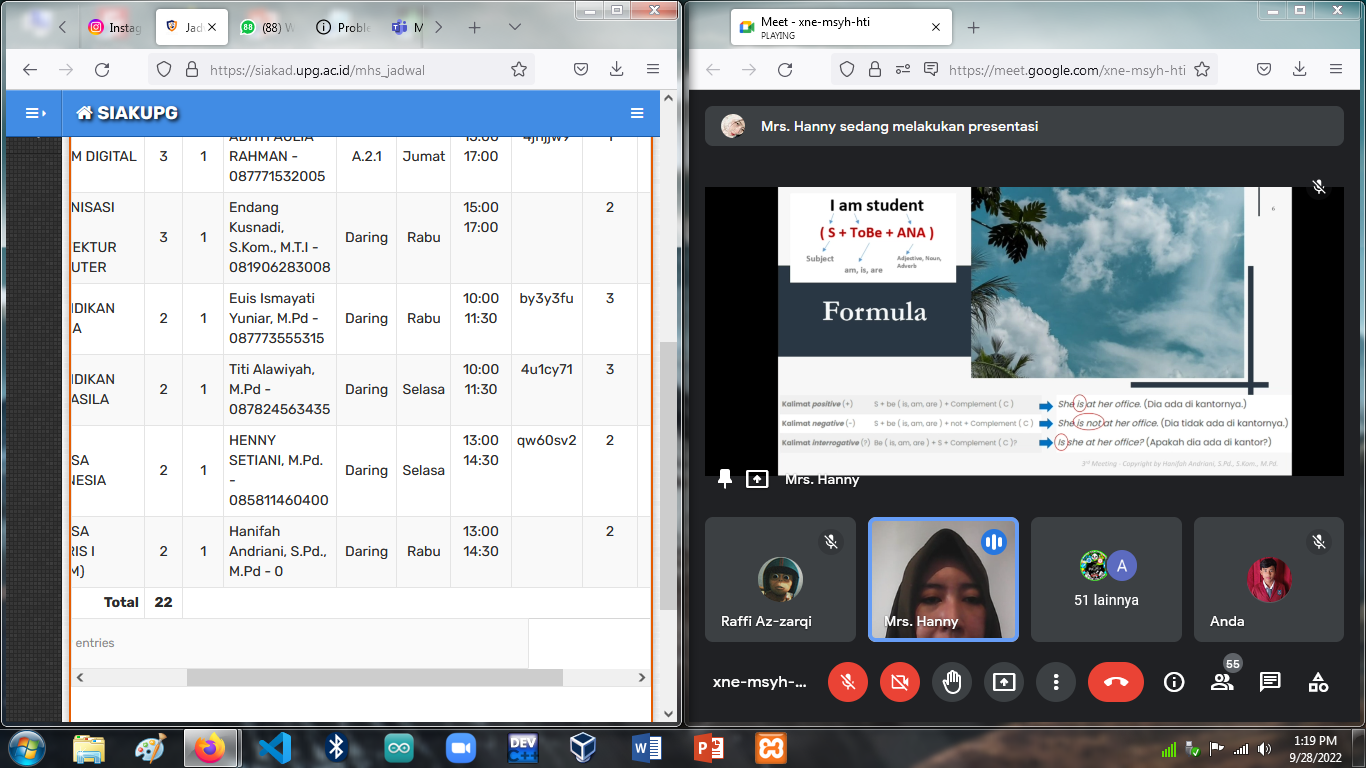 Instag
Jad
(88) W
Proble
M
https://siakad.upg.ac.id/mhs_jadwal
SIAKUPG
M DIGITAL 3 1 RAHMAN - 087771532005 A.2.1 Jumat 17:00
NISASI
EKTUR
UTER
3 1
Endang
Kusnadi,
S.Kom., M.T.I -
081906283008
Daring Rabu
15:00
17:00
2
IDIKAN
A
2 1
Euis Ismayati
Yuniar, M.Pd -
087773555315
Daring Rabu
10:00
11:30
by3y3fu
3
IDIKAN
ASILA
2 1
Titi Alawiyah,
M.Pd -
087824563435
Daring Selasa
10:00
11:30
4u1cy71
3
SA
NESIA
2 1
HENNY
SETIANI, M.Pd.
-
085811460400
Daring Selasa
13:00
14:30
qw60sv2
2
SA
RIS I
M)
2 1
Hanifah
Andriani, S.Pd.,
M.Pd - 0
Daring Rabu
13:00
14:30
2
Total 22
entries
Meet - xne-msyh-hti
PLAYING
https://meet.google.com/xne-msyh-hti
Mrs. Hanny sedang melakukan presentasi
I am student
( S + ToBe + ANA )
Subject
am, is, are
Adjective, Noun,
Adverb
6
Formula
Kalimat positive (+) S + be ( is, am, are ) + Complement ( C ) She is at her office. (Dia ada di kantornya.)
Kalimat negative (-) S + be ( is, am, are ) + not + Complement ( C ) She is not at her office. (Dia tidak ada di kantornya.)
Kalimat interrogative (?) Be ( is, am, are ) + S + Complement ( C )? Is she at her office? (Apakah dia ada di kantor?)
3rd Meeting - Copyright by Hanifah Andriani, S.Pd., S.Kom., M.Pd.
Mrs. Hanny
Raffi Az-zarqi
Mrs. Hanny
A
51 lainnya
Anda
xne-msyh-...
55
DEV
C++
1:19 PM
9/28/2022